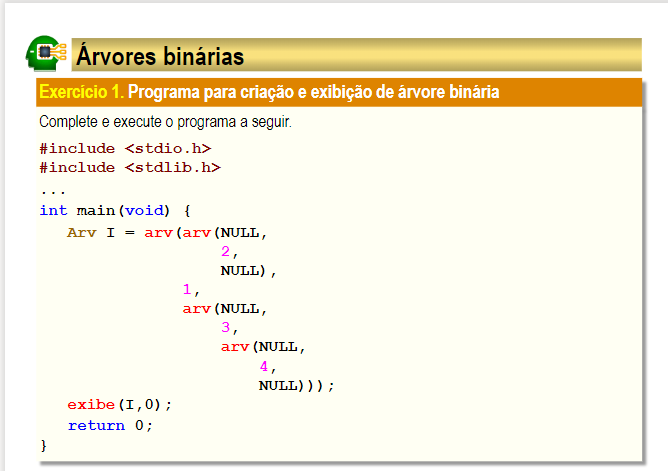 Árvores binárias
Exercício 1. Programa para criação e exibição de árvore binária
Complete e execute o programa a seguir.
#include <stdio.h>
#include <stdlib.h>
...
int main(void) {
   Arv I = arv(arv(NULL,
                   2,
                   NULL),
               1,
               arv(NULL,
                   3,
                   arv(NULL,
                       4,
                       NULL)));
   exibe(I,0);
   return 0;
}